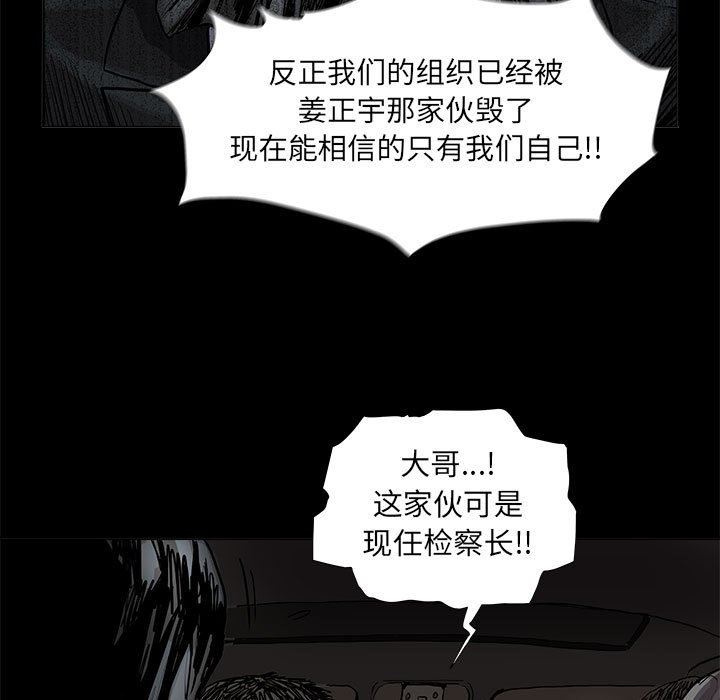 反正我们的组织已经被
姜正宇那家伙毁了
现在能相信的只有我们自己!!
大哥...!
这家伙可是
现任检察长!!